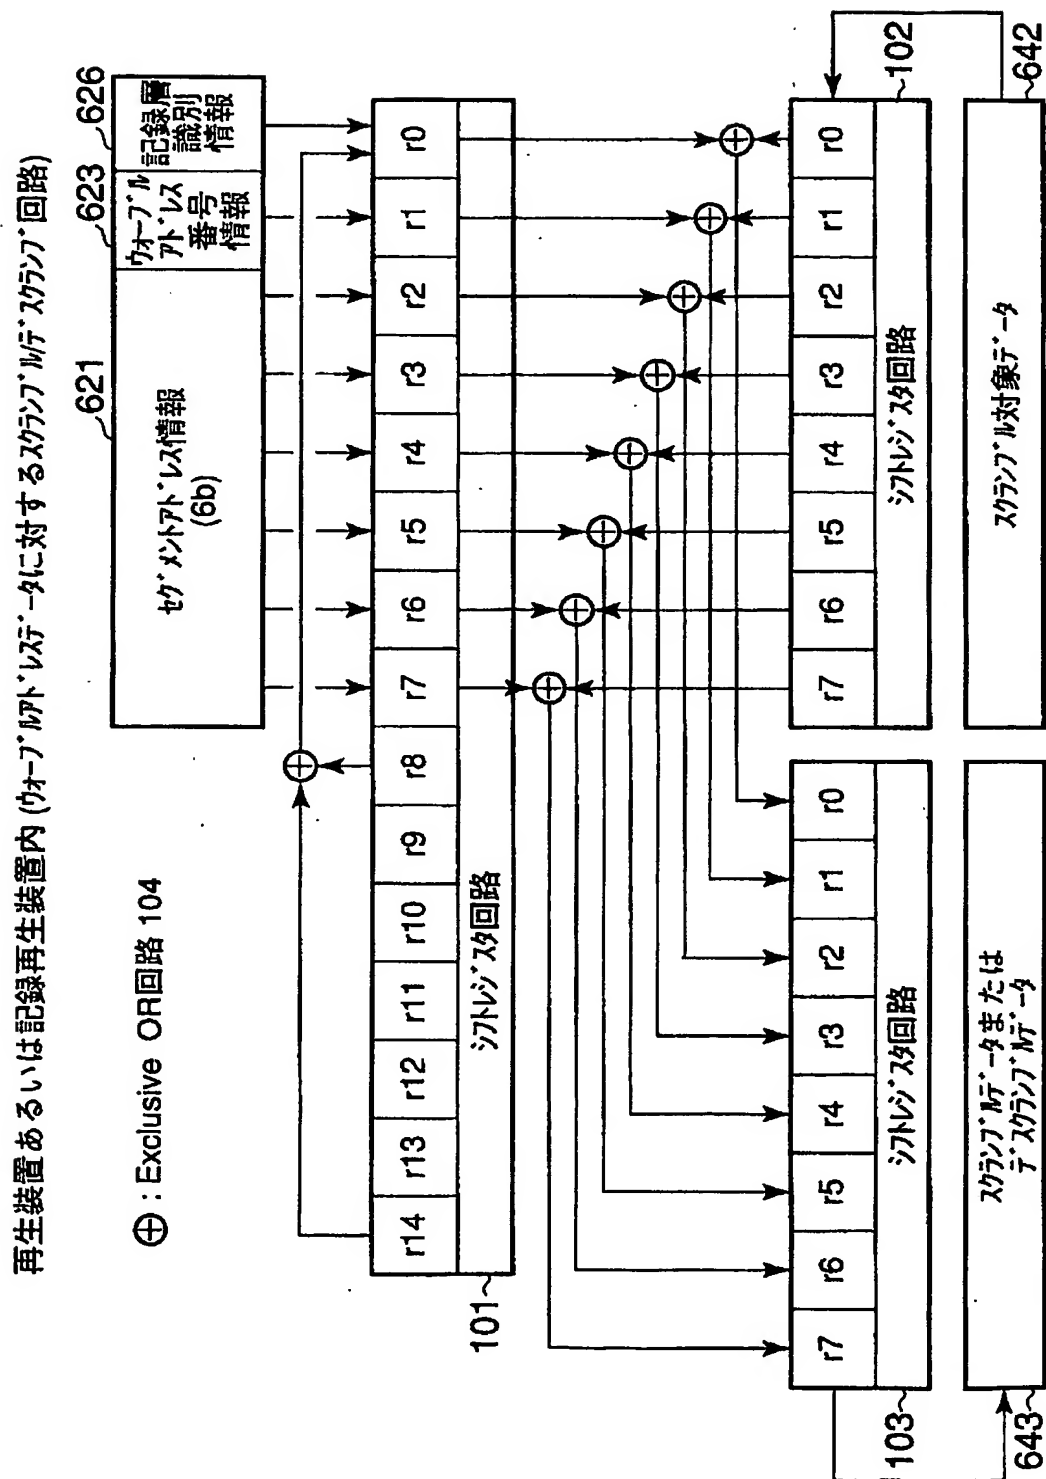 再生装置あるいは記録再生装置内 (ウォーブルアドレスデータに対するスクランブル/デスクランブ 回路)
626
623
621
記録層
識別
情報
ウォーブル
アドレス
番号
情報
セグメントアドレス情報
(6b)
⊕ : Exclusive OR回路 104
r14
r13
r12
r11
r10
r9
r8
r7
r6
r5
r4
r3
r2
r1
r0
シフトレジスタ回路
101
r7
r6
r5
r4
r3
r2
r1
r0
シフトレジスタ回路
103
r7
r6
r5
r4
r3
r2
r1
r0
シフトレジスタ回路
102
スクランブルデータまたは
デスクランブルデータ
643
スクランブル対象データ
642